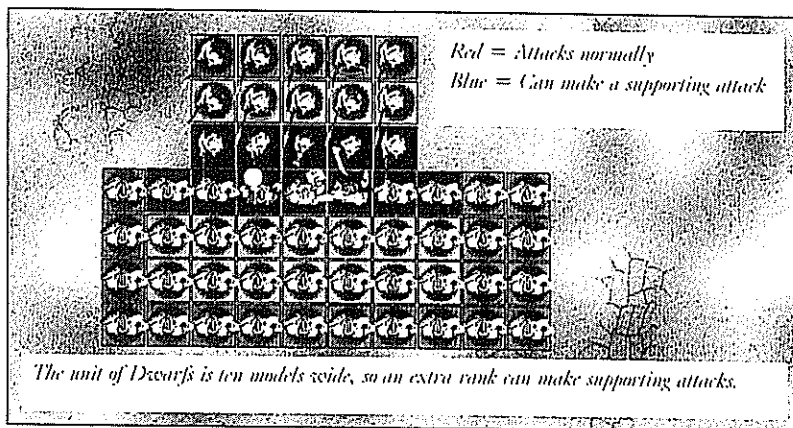 Red = Attacks normally
Blue = Can make a supporting attack
The unit of Dwarfs is ten models wide, so an extra rank can make supporting attacks.